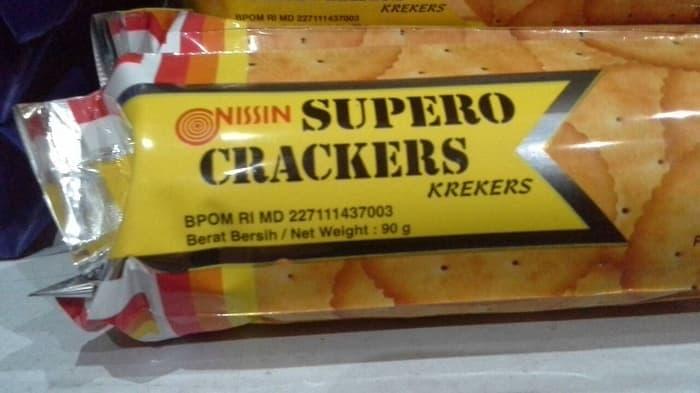 KREKERS
BPOM RI MD 227111437003
NISSIN SUPERO
CRACKERS
KREKERS
BPOM RI MD 227111437003
Berat Bersih / Net Weight : 90 g